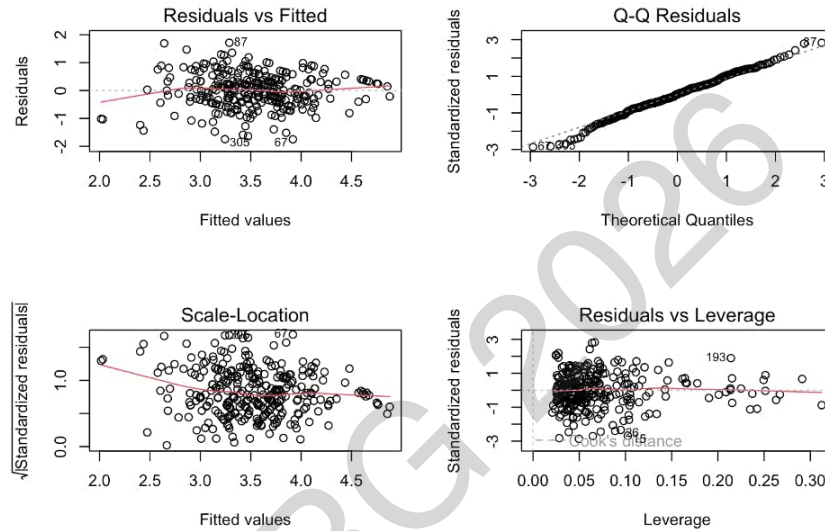 Residuals vs Fitted
Residuals
2
1
0
-1
-2
87
305
67
2.0 2.5 3.0 3.5 4.0 4.5
Fitted values
Q-Q Residuals
Standardized residuals
3
1
-1
-3
87
67
-3 -2 -1 0 1 2 3
Theoretical Quantiles
Scale-Location
√|Standardized residuals|
1.0
0.0
67
2.0 2.5 3.0 3.5 4.0 4.5
Fitted values
Residuals vs Leverage
Standardized residuals
3
1
-1
-3
193
Cook's distance
0.00 0.05 0.10 0.15 0.20 0.25 0.30
Leverage
3G 2026